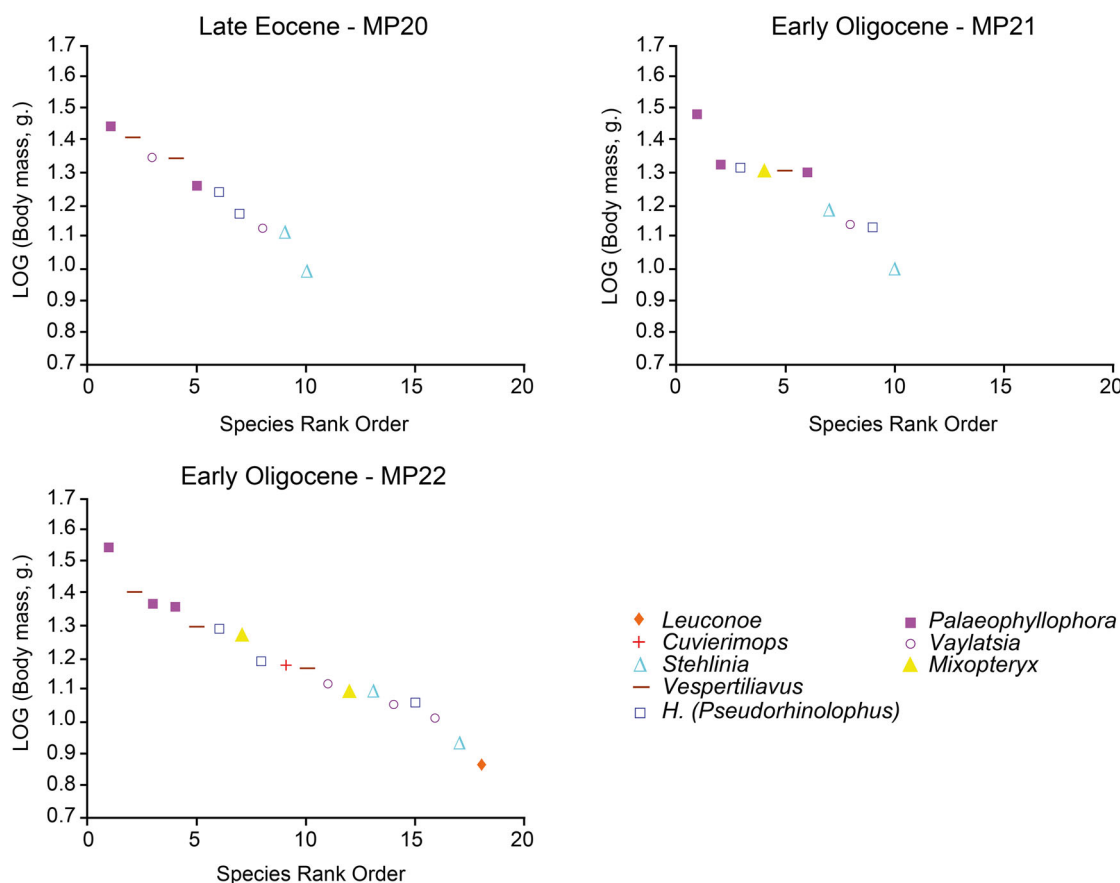 Late Eocene - MP20
LOG (Body mass, g.)
1.7
1.6
1.5
1.4
1.3
1.2
1.1
1.0
0.9
0.8
0.7
0 5 10 15 20
Species Rank Order
Early Oligocene - MP21
LOG (Body mass, g.)
1.7
1.6
1.5
1.4
1.3
1.2
1.1
1.0
0.9
0.8
0.7
0 5 10 15 20
Species Rank Order
Early Oligocene - MP22
LOG (Body mass, g.)
1.7
1.6
1.5
1.4
1.3
1.2
1.1
1.0
0.9
0.8
0.7
0 5 10 15 20
Species Rank Order
Leuconoe
Cuvierimops
Stehlinia
Vespertiliavus
H. (Pseudorhinolophus)
Palaeophyllophora
Vaylatsia
Mixopteryx